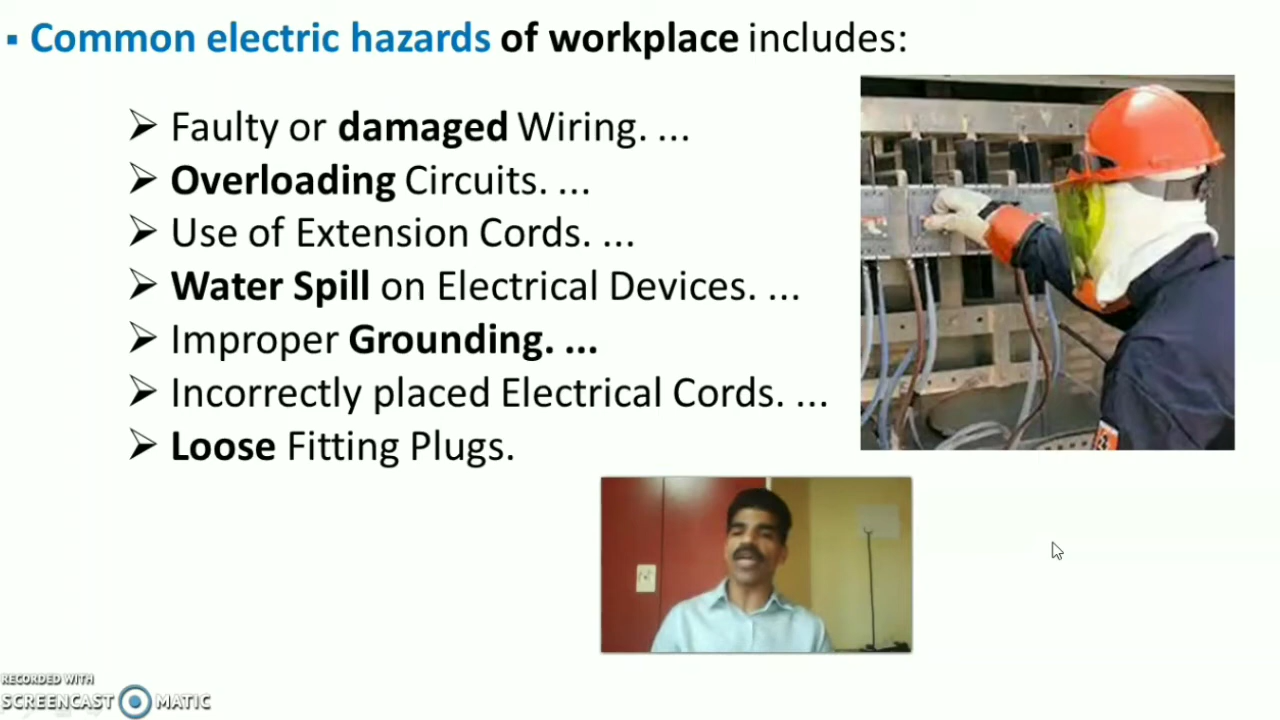 ▪ Common electric hazards of workplace includes:
➢ Faulty or damaged Wiring. ...
➢ Overloading Circuits. ...
➢ Use of Extension Cords. ...
➢ Water Spill on Electrical Devices. ...
➢ Improper Grounding. ...
➢ Incorrectly placed Electrical Cords. ...
➢ Loose Fitting Plugs.
RECORDED WITH
SCREENCAST MATIC